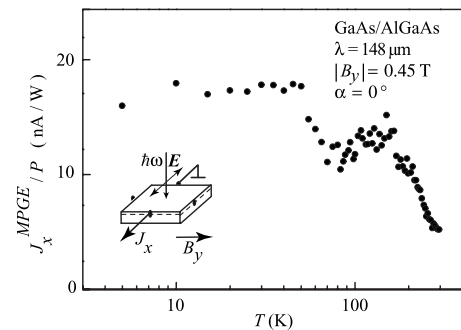 GaAs/AlGaAs
λ = 148 μm
|B_y| = 0.45 T
α = 0°
J_x^MPGE / P (nA / W)
20
10
0
ħω
E
J_x
B_y
10
100
T (K)